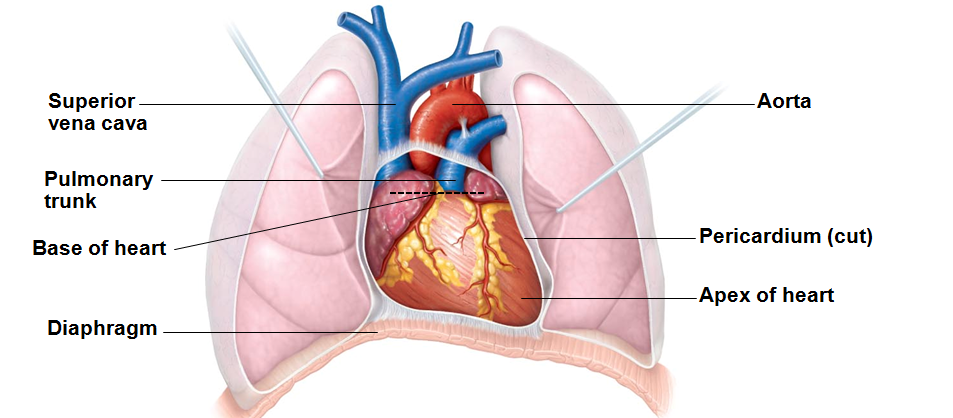 Superior
vena cava
Pulmonary
trunk
Base of heart
Diaphragm
Aorta
Pericardium (cut)
Apex of heart